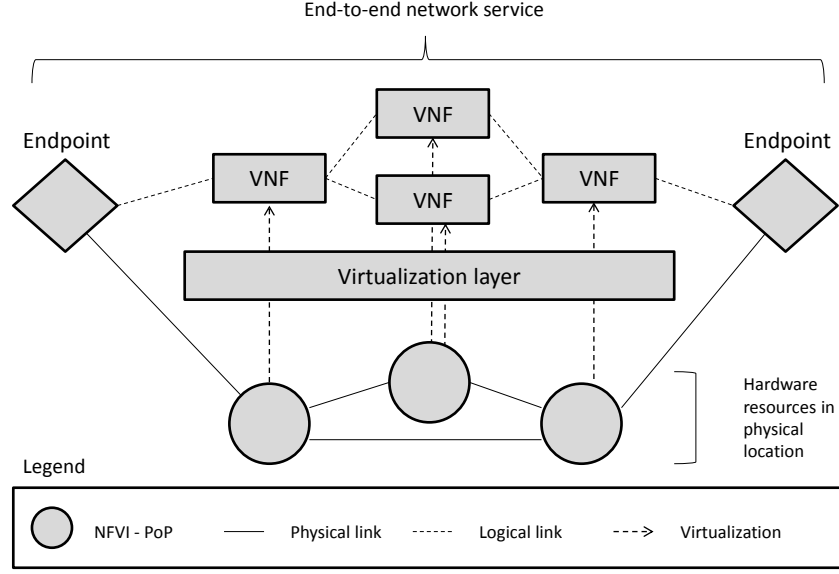 End-to-end network service
VNF
Endpoint
Endpoint
VNF
VNF
VNF
Virtualization layer
Hardware
resources in
physical
location
Legend
NFVI - PoP
Physical link
Logical link
Virtualization